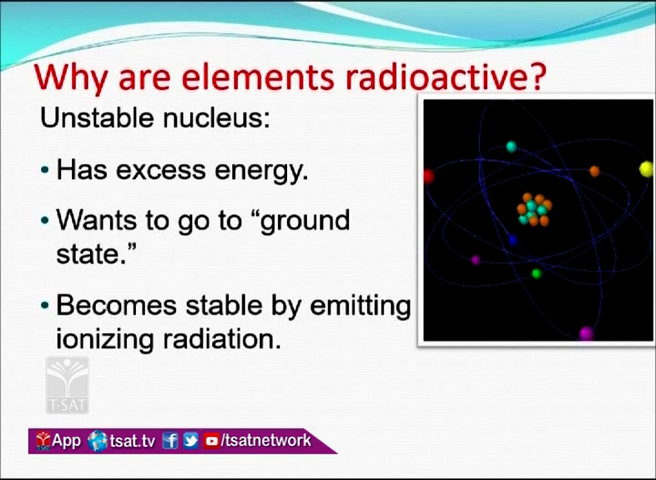 Why are elements radioactive?
Unstable nucleus:
• Has excess energy.
• Wants to go to “ground
state.”
• Becomes stable by emitting
ionizing radiation.
T-SAT
App tsat.tv /tsatnetwork